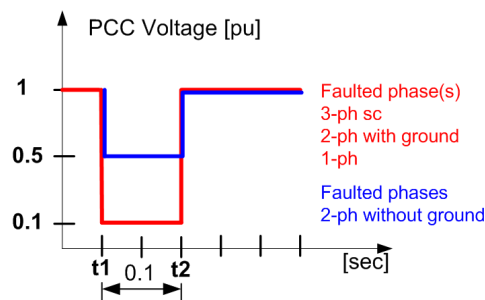 PCC Voltage [pu]
1
0.5
0.1
Faulted phase(s)
3-ph sc
2-ph with ground
1-ph
Faulted phases
2-ph without ground
t1
0.1
t2
[sec]